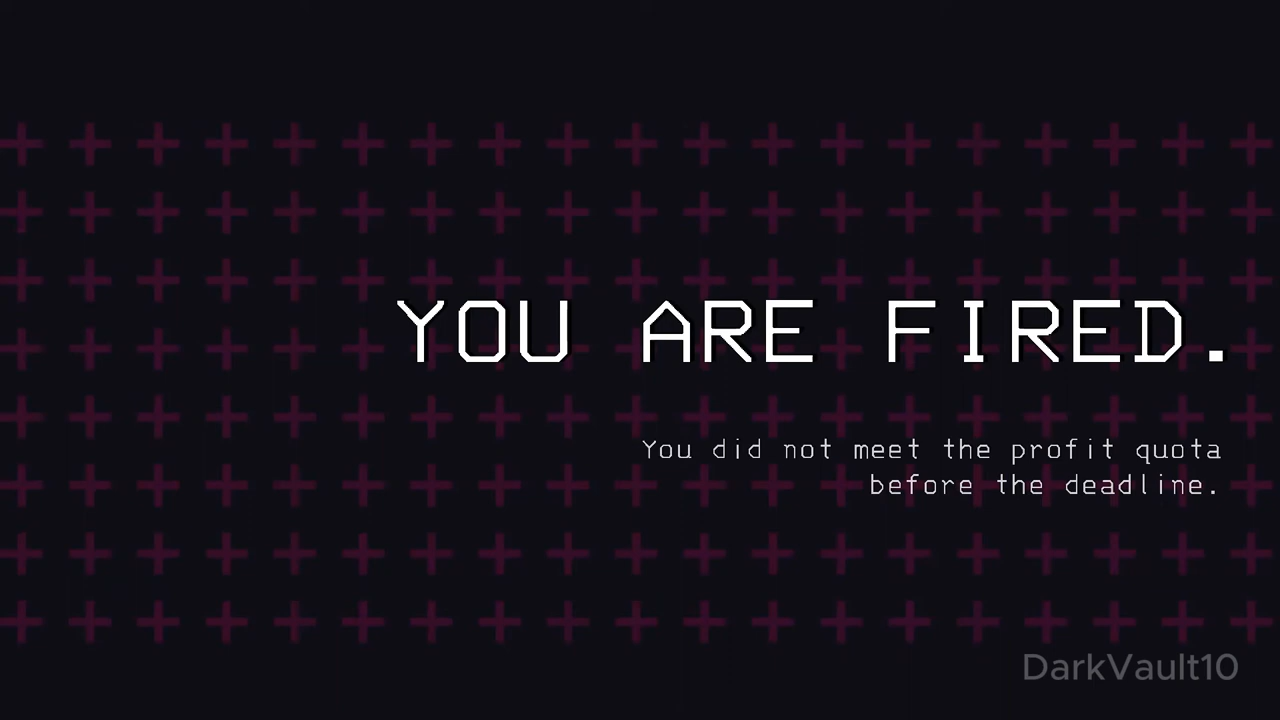 YOU ARE FIRED.
You did not meet the profit quota
before the deadline.
DarkVault10